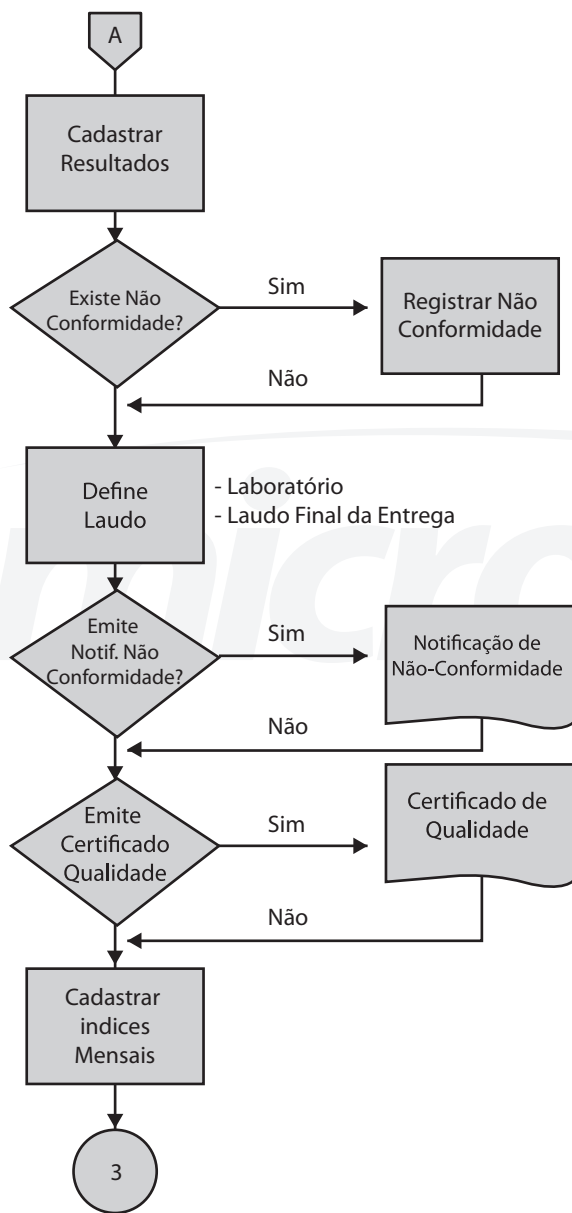 A
Cadastrar
Resultados
Existe Não
Conformidade?
Sim
Registrar Não
Conformidade
Não
Define
Laudo
- Laboratório
- Laudo Final da Entrega
Emite
Notif. Não
Conformidade?
Sim
Notificação de
Não-Conformidade
Não
Emite
Certificado
Qualidade
Sim
Certificado de
Qualidade
Não
Cadastrar
indices
Mensais
3